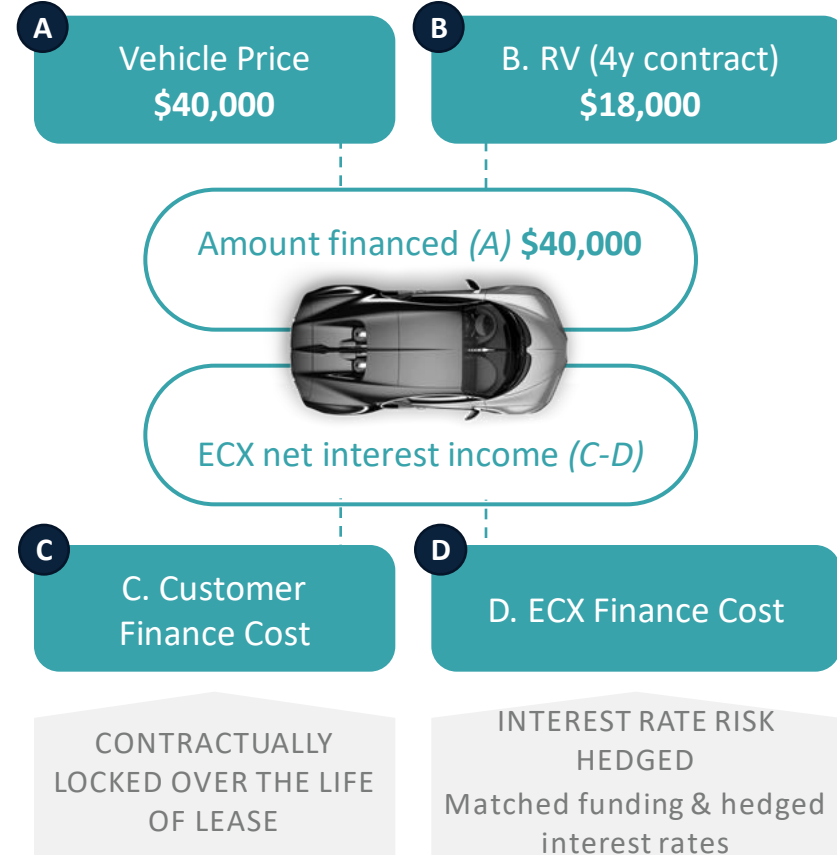 A
Vehicle Price
$40,000
B
B. RV (4y contract)
$18,000
Amount financed (A) $40,000
ECX net interest income (C-D)
C
C. Customer
Finance Cost
D
D. ECX Finance Cost
CONTRACTUALLY
LOCKED OVER THE LIFE
OF LEASE
INTEREST RATE RISK
HEDGED
Matched funding & hedged
interest rates